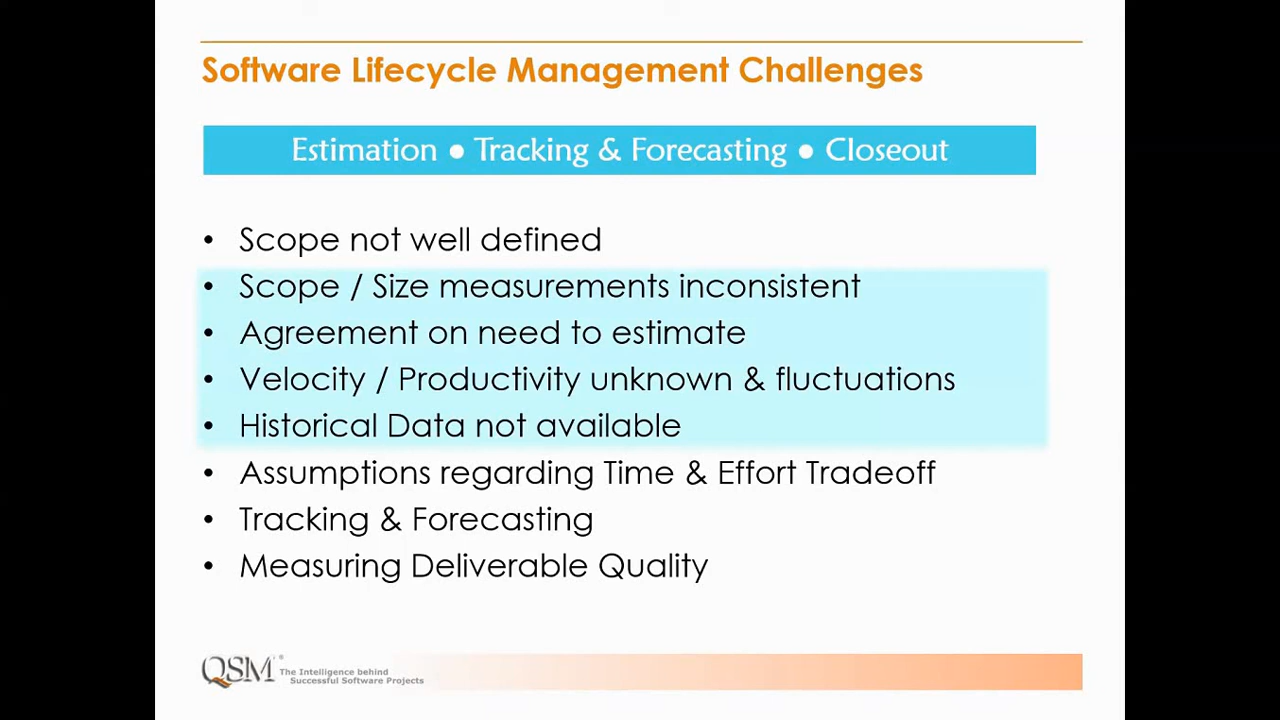 Software Lifecycle Management Challenges
Estimation ● Tracking & Forecasting ● Closeout
• Scope not well defined
• Scope / Size measurements inconsistent
• Agreement on need to estimate
• Velocity / Productivity unknown & fluctuations
• Historical Data not available
• Assumptions regarding Time & Effort Tradeoff
• Tracking & Forecasting
• Measuring Deliverable Quality
QSM® The Intelligence behind
Successful Software Projects